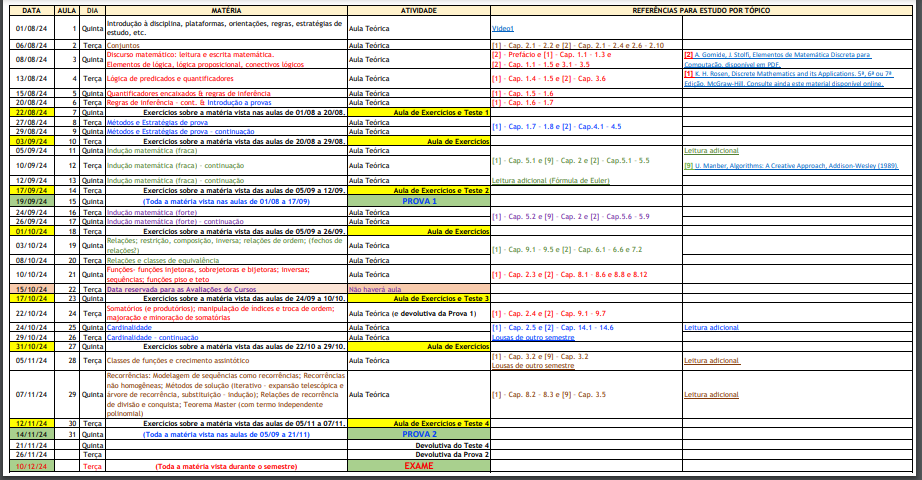 DATA AULA DIA MATÉRIA ATIVIDADE REFERÊNCIAS PARA ESTUDO POR TÓPICO
01/08/24 1 Quinta Introdução à disciplina, plataformas, orientações, regras, estratégias de estudo, etc. Aula Teórica Video1
06/08/24 2 Terça Conjuntos Aula Teórica [1] - Cap. 2.1 - 2.2 e [2] - Cap. 2.1 - 2.4 e 2.6 - 2.10
08/08/24 3 Quinta Discurso matemático: leitura e escrita matemática. Aula Teórica [2] - Prefácio e [1] - Cap. 1.1 - 1.3 e [2] A. Gomide, J. Stolfi, Elementos de Matemática Discreta para
Elementos de lógica, lógica proposicional, conectivos lógicos [2] - Cap. 1.1 - 1.5 e 3.1 - 3.5 Computação, disponível em PDF.
13/08/24 4 Terça Lógica de predicados e quantificadores Aula Teórica [1] - Cap. 1.4 - 1.5 e [2] - Cap. 3.6 [1] K. H. Rosen, Discrete Mathematics and its Applications. 5ª, 6ª ou 7ª
Edição. McGraw-Hill. Consulte ainda este material disponível online.
15/08/24 5 Quinta Quantificadores encaixados & regras de inferência Aula Teórica [1] - Cap. 1.5 - 1.6
20/08/24 6 Terça Regras de inferência - cont. & Introdução a provas Aula Teórica [1] - Cap. 1.6 - 1.7
22/08/24 7 Quinta Exercícios sobre a matéria vista das aulas de 01/08 a 20/08. Aula de Exercícios e Teste 1
27/08/24 8 Terça Métodos e Estratégias de prova Aula Teórica [1] - Cap. 1.7 - 1.8 e [2] - Cap.4.1 - 4.5
29/08/24 9 Quinta Métodos e Estratégias de prova - continuação Aula Teórica
03/09/24 10 Terça Exercícios sobre a matéria vista das aulas de 20/08 a 29/08. Aula de Exercícios
05/09/24 11 Quinta Indução matemática (fraca) Aula Teórica Leitura adicional
10/09/24 12 Terça Indução matemática (fraca) - continuação Aula Teórica [1] - Cap. 5.1 e [9] - Cap. 2 e [2] - Cap.5.1 - 5.5 [9] U. Manber, Algorithms: A Creative Approach, Addison-Wesley (1989).
12/09/24 13 Quinta Indução matemática (fraca) - continuação Aula Teórica Leitura adicional (Fórmula de Euler)
17/09/24 14 Terça Exercícios sobre a matéria vista das aulas de 05/09 a 12/09. Aula de Exercícios e Teste 2
19/09/24 15 Quinta (Toda a matéria vista nas aulas de 01/08 a 17/09) PROVA 1
24/09/24 16 Terça Indução matemática (forte) Aula Teórica [1] - Cap. 5.2 e [9] - Cap. 2 e [2] - Cap.5.6 - 5.9
26/09/24 17 Quinta Indução matemática (forte) - continuação Aula Teórica
01/10/24 18 Terça Exercícios sobre a matéria vista das aulas de 05/09 a 26/09. Aula de Exercícios
03/10/24 19 Quinta Relações; restrição, composição, inversa; relações de ordem; (fechos de relações?) Aula Teórica [1] - Cap. 9.1 - 9.5 e [2] - Cap. 6.1 - 6.6 e 7.2
08/10/24 20 Terça Relações e classes de equivalência Aula Teórica
10/10/24 21 Quinta Funções- funções injetoras, sobrejetoras e bijetoras; inversas; sequências; funções piso e teto Aula Teórica [1] - Cap. 2.3 e [2] - Cap. 8.1 - 8.6 e 8.8 e 8.12
15/10/24 22 Terça Data reservada para as Avaliações de Cursos Não haverá aula
17/10/24 23 Quinta Exercícios sobre a matéria vista das aulas de 24/09 a 10/10. Aula de Exercícios e Teste 3
22/10/24 24 Terça Somatórios (e produtórios); manipulação de índices e troca de ordem; majoração e minoração de somatórias Aula Teórica (e devolutiva da Prova 1) [1] - Cap. 2.4 e [2] - Cap. 9.1 - 9.7
24/10/24 25 Quinta Cardinalidade Aula Teórica [1] - Cap. 2.5 e [2] - Cap. 14.1 - 14.6 Leitura adicional
29/10/24 26 Terça Cardinalidade - continuação Aula Teórica Lousas de outro semestre
31/10/24 27 Quinta Exercícios sobre a matéria vista das aulas de 22/10 a 29/10. Aula de Exercícios
05/11/24 28 Terça Classes de funções e crescimento assintótico Aula Teórica [1] - Cap. 3.2 e [9] - Cap. 3.2 Leitura adicional
Lousas de outro semestre
07/11/24 29 Quinta Recorrências: Modelagem de sequências como recorrências; Recorrências não homogêneas; Métodos de solução (iterativo - expansão telescópica e árvore de recorrência, substituição - indução); Relações de recorrência de divisão e conquista; Teorema Master (com termo independente polinomial) Aula Teórica [1] - Cap. 8.2 - 8.3 e [9] - Cap. 3.5 Leitura adicional
12/11/24 30 Terça Exercícios sobre a matéria vista das aulas de 05/11 a 07/11. Aula de Exercícios e Teste 4
14/11/24 31 Quinta (Toda a matéria vista nas aulas de 05/09 a 21/11) PROVA 2
21/11/24 Quinta Devolutiva do Teste 4
26/11/24 Terça Devolutiva da Prova 2
10/12/24 Terça (Toda a matéria vista durante o semestre) EXAME